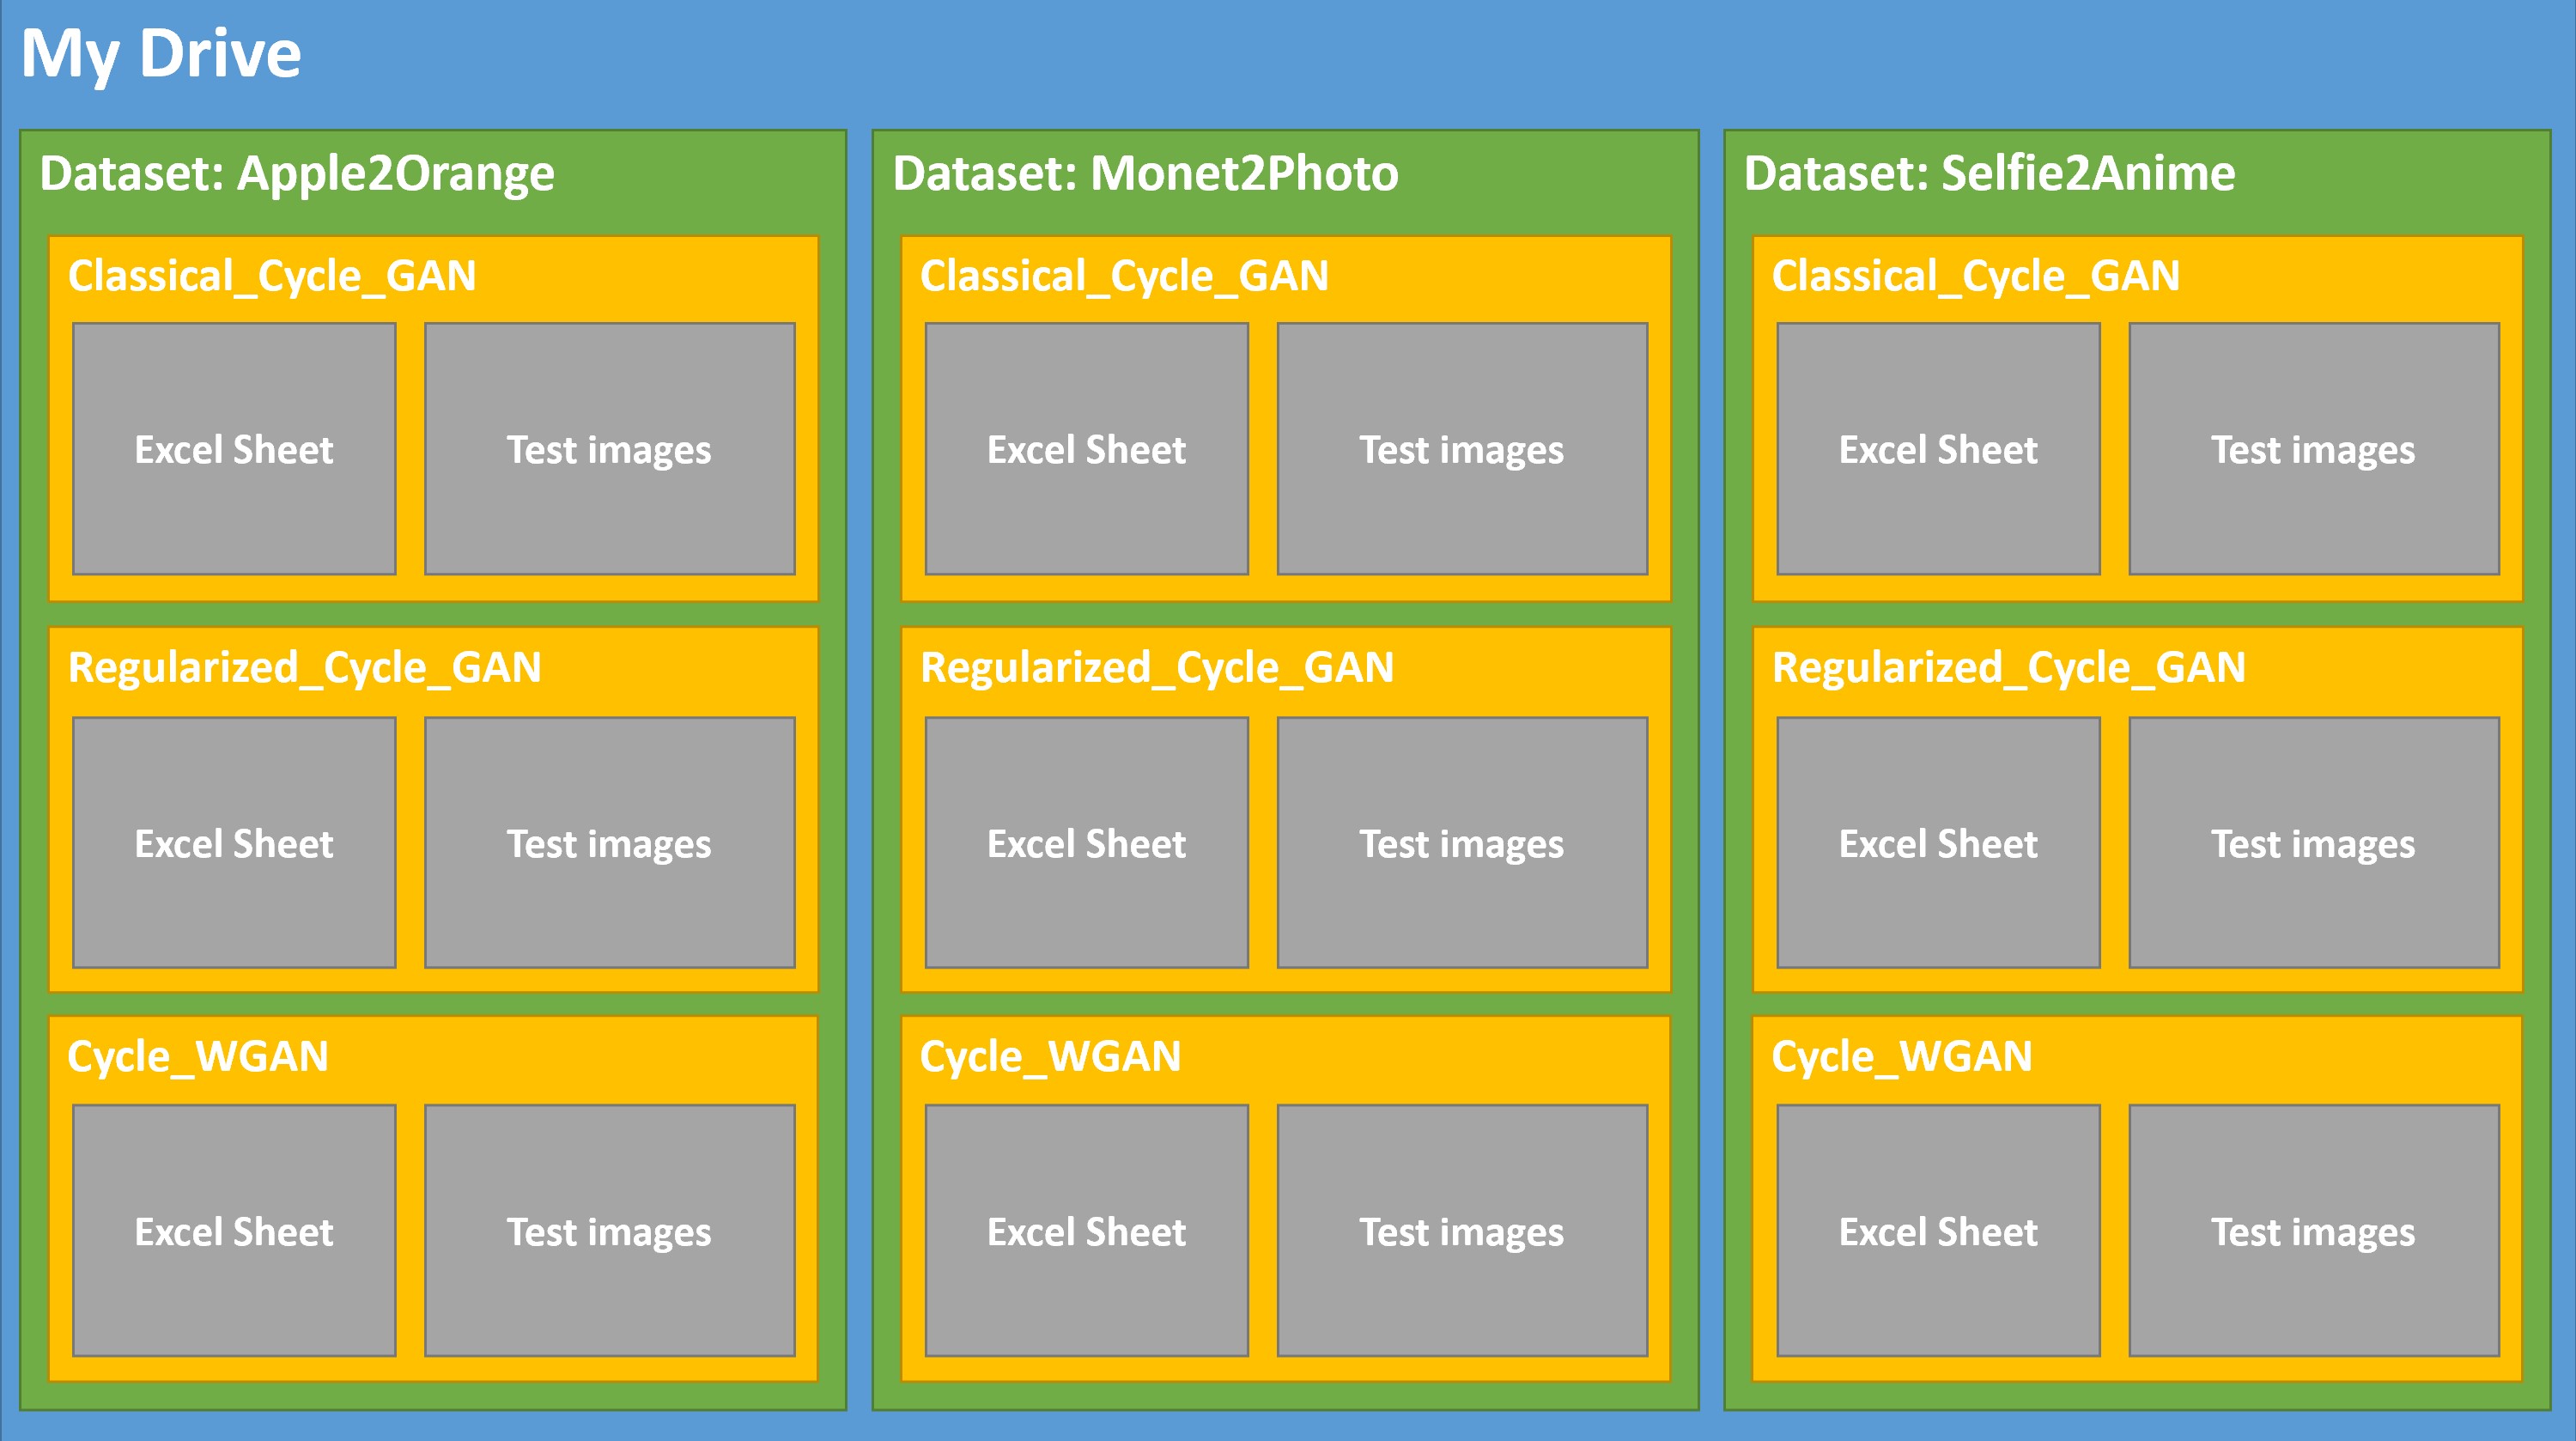 My Drive
Dataset: Apple2Orange
Classical_Cycle_GAN
Excel Sheet
Test images
Regularized_Cycle_GAN
Excel Sheet
Test images
Cycle_WGAN
Excel Sheet
Test images
Dataset: Monet2Photo
Classical_Cycle_GAN
Excel Sheet
Test images
Regularized_Cycle_GAN
Excel Sheet
Test images
Cycle_WGAN
Excel Sheet
Test images
Dataset: Selfie2Anime
Classical_Cycle_GAN
Excel Sheet
Test images
Regularized_Cycle_GAN
Excel Sheet
Test images
Cycle_WGAN
Excel Sheet
Test images